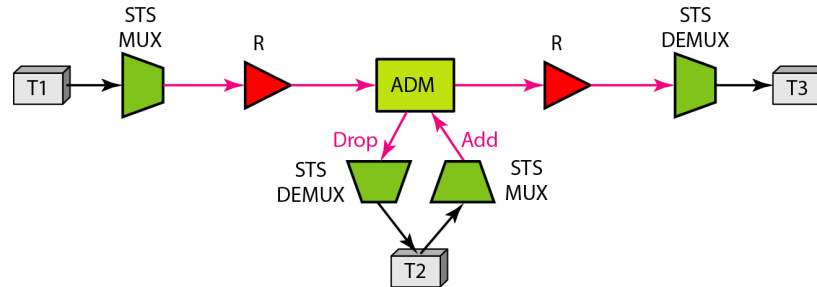 STS
MUX
R
R
STS
DEMUX
T1
ADM
T3
Drop
Add
STS
DEMUX
STS
MUX
T2